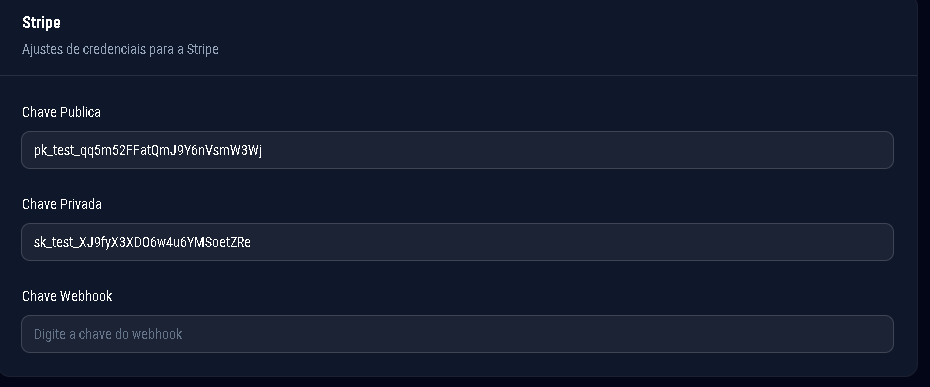 Stripe
Ajustes de credenciais para a Stripe
Chave Publica
pk_test_qq5m52FFatQmJ9Y6nVsmW3Wj
Chave Privada
sk_test_XJ9fyX3XDO6w4u6YMSoetZRe
Chave Webhook
Digite a chave do webhook